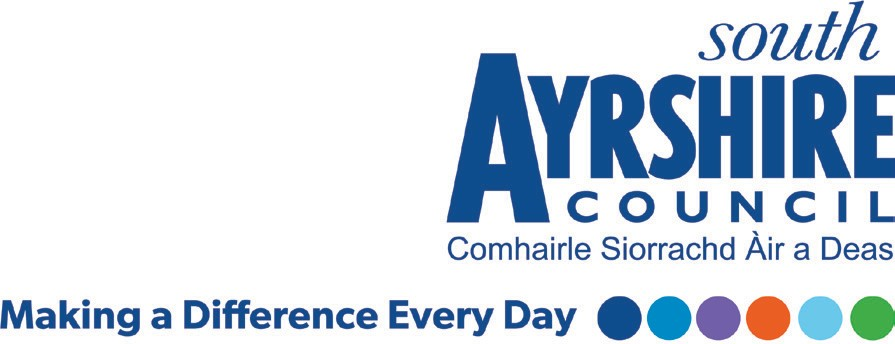 south
AYRSHIRE
COUNCIL
Comhairle Siorrachd Àir a Deas
Making a Difference Every Day